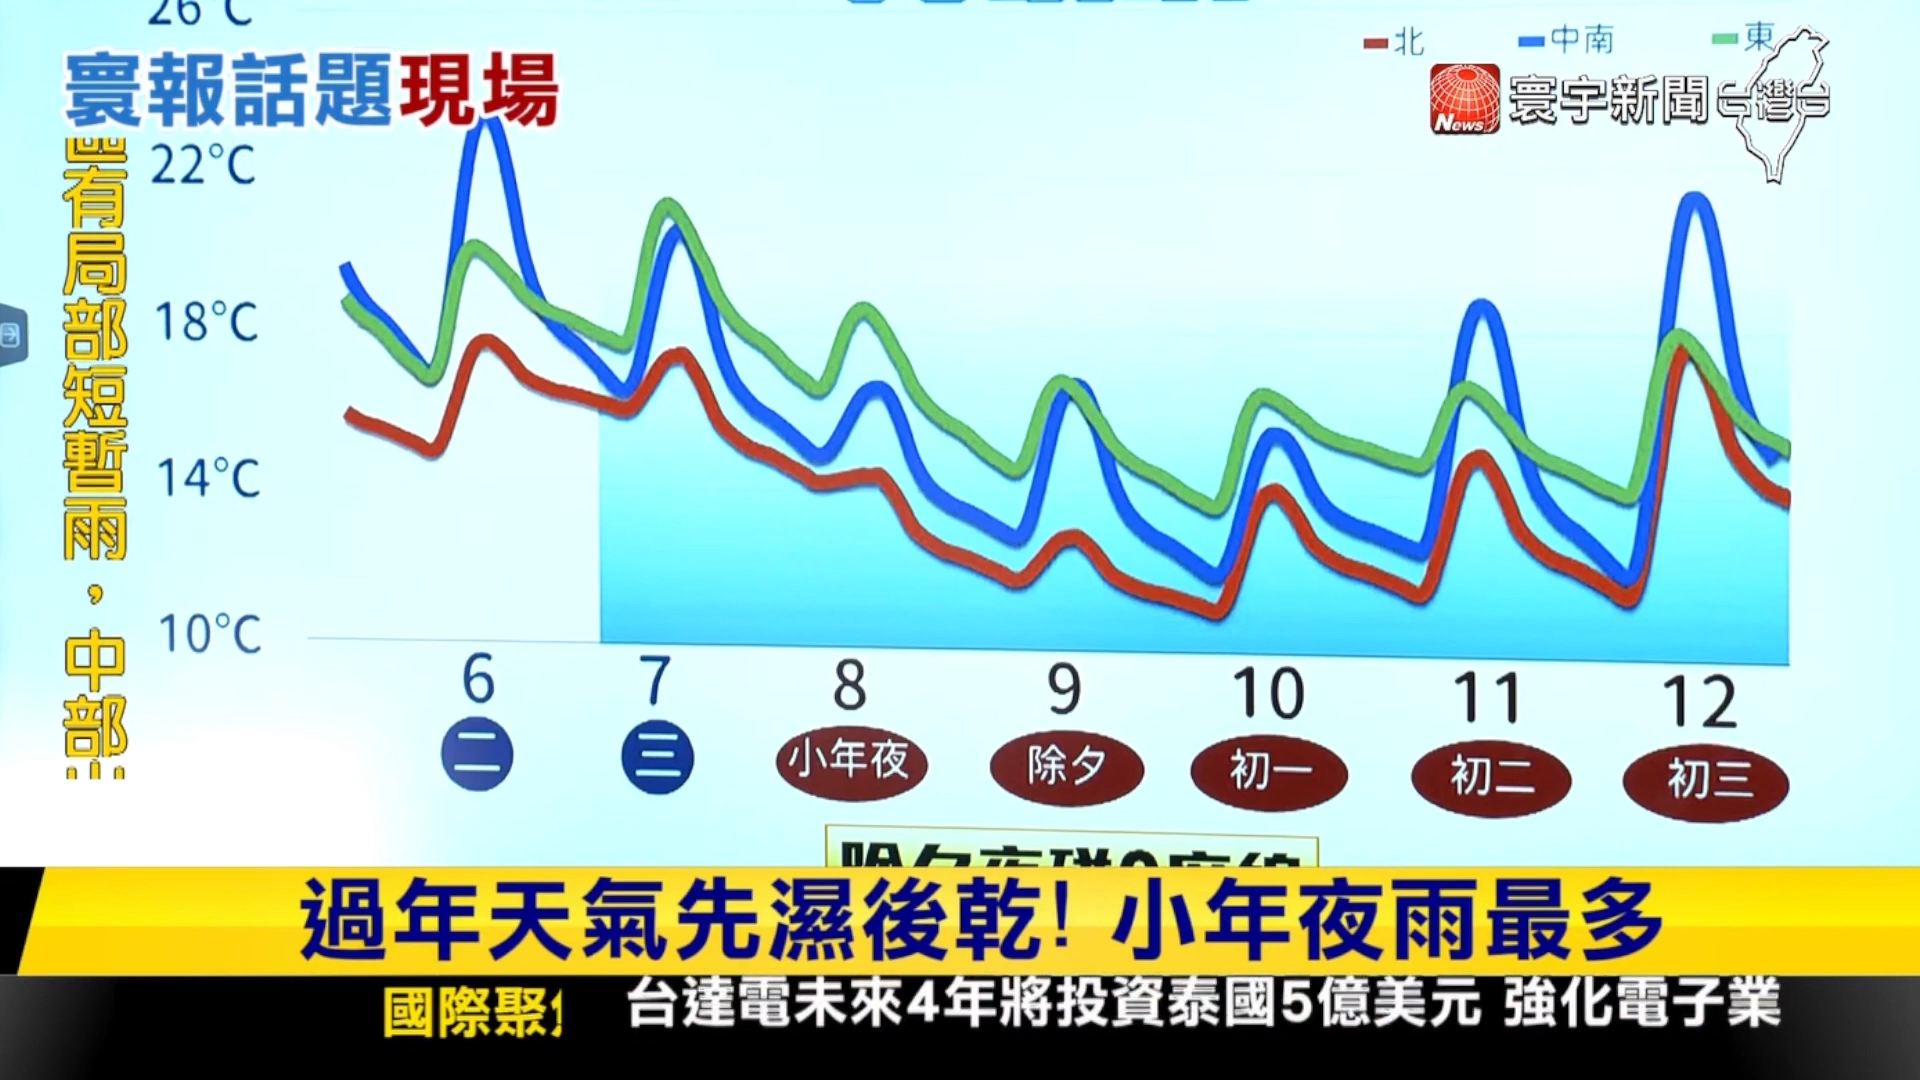 26°C
北
中南
東
寰報話題現場
News
寰宇新聞
台灣台
區有局部短暫雨，中部
22°C
18°C
14°C
10°C
6
7
8
9
10
11
12
二
三
小年夜
除夕
初一
初二
初三
過年天氣先濕後乾! 小年夜雨最多
國際聚焦
台達電未來4年將投資泰國5億美元 強化電子業